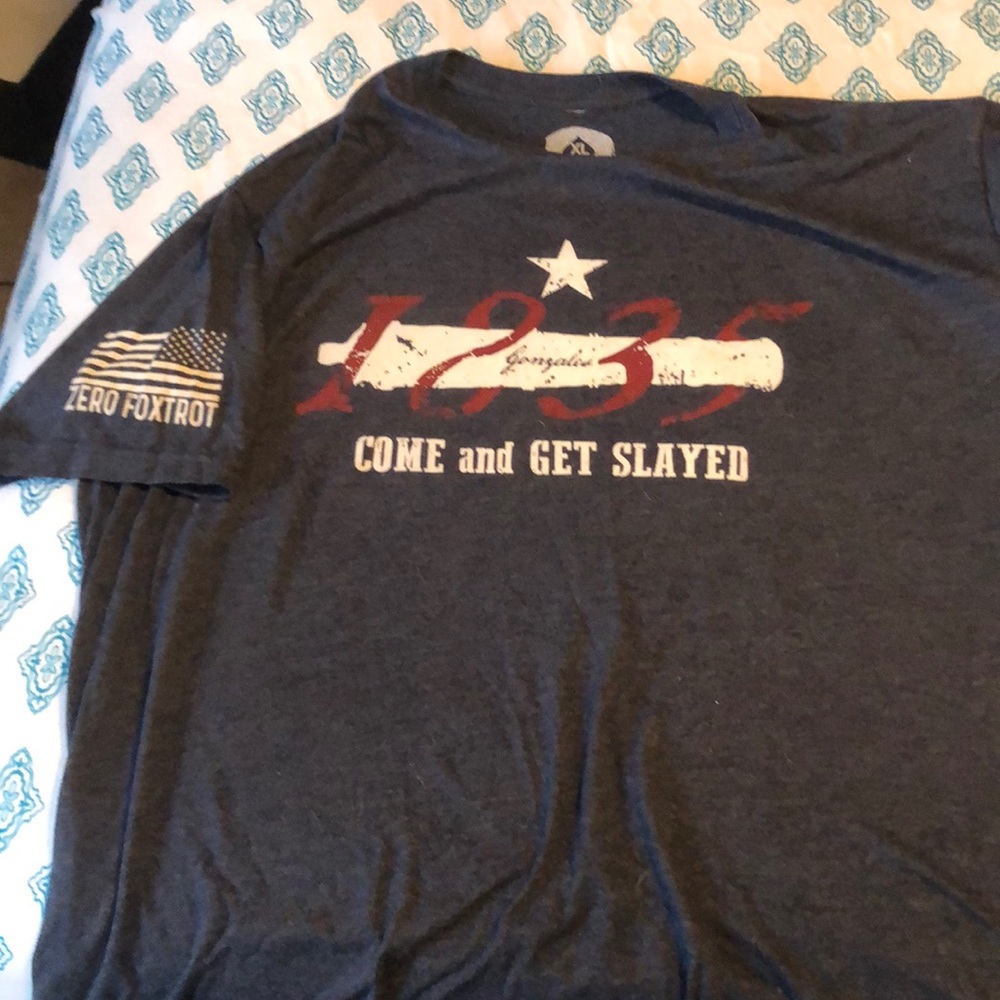 XL
1835
Gonzales
COME and GET SLAYED
ZERO FOXTROT